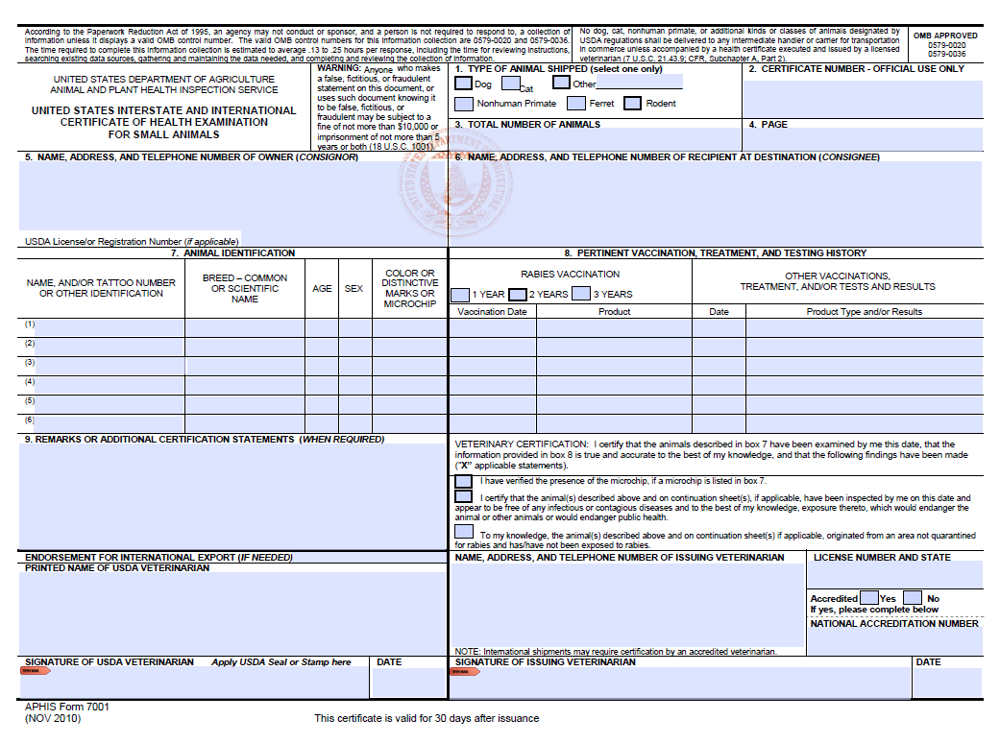 According to the Paperwork Reduction Act of 1995, an agency may not conduct or sponsor, and a person is not required to respond to, a collection of
information unless it displays a valid OMB control number. The valid OMB control numbers for this information collection are 0579-0020 and 0579-0036.
The time required to complete this information collection is estimated to average .13 to .25 hours per response, including the time for reviewing instructions,
searching existing data sources, gathering and maintaining the data needed, and completing and reviewing the collection of information.
No dog, cat, nonhuman primate, or additional kinds or classes of animals designated by
USDA regulations shall be delivered to any intermediate handler or carrier for transportation
in commerce unless accompanied by a health certificate executed and issued by a licensed
veterinarian (7 U.S.C. 21.43.9; CFR, Subchapter A, Part 2).
OMB APPROVED
0579-0020
0579-0036
UNITED STATES DEPARTMENT OF AGRICULTURE
ANIMAL AND PLANT HEALTH INSPECTION SERVICE
UNITED STATES INTERSTATE AND INTERNATIONAL
CERTIFICATE OF HEALTH EXAMINATION
FOR SMALL ANIMALS
WARNING: Anyone who makes
a false, fictitious, or fraudulent
statement on this document, or
uses such document knowing it
to be false, fictitious, or
fraudulent may be subject to a
fine of not more than $10,000 or
imprisonment of not more than 5
years or both (18 U.S.C. 1001).
1. TYPE OF ANIMAL SHIPPED (select one only)
Dog Cat Other
Nonhuman Primate Ferret Rodent
2. CERTIFICATE NUMBER - OFFICIAL USE ONLY
3. TOTAL NUMBER OF ANIMALS
4. PAGE
5. NAME, ADDRESS, AND TELEPHONE NUMBER OF OWNER (CONSIGNOR)
USDA License/or Registration Number (if applicable)
6. NAME, ADDRESS, AND TELEPHONE NUMBER OF RECIPIENT AT DESTINATION (CONSIGNEE)
UNITED STATES DEPARTMENT OF AGRICULTURE
7. ANIMAL IDENTIFICATION
8. PERTINENT VACCINATION, TREATMENT, AND TESTING HISTORY
NAME, AND/OR TATTOO NUMBER
OR OTHER IDENTIFICATION
BREED – COMMON
OR SCIENTIFIC
NAME
AGE
SEX
COLOR OR
DISTINCTIVE
MARKS OR
MICROCHIP
RABIES VACCINATION
1 YEAR 2 YEARS 3 YEARS
OTHER VACCINATIONS,
TREATMENT, AND/OR TESTS AND RESULTS
Vaccination Date
Product
Date
Product Type and/or Results
(1)
(2)
(3)
(4)
(5)
(6)
9. REMARKS OR ADDITIONAL CERTIFICATION STATEMENTS (WHEN REQUIRED)
VETERINARY CERTIFICATION: I certify that the animals described in box 7 have been examined by me this date, that the
information provided in box 8 is true and accurate to the best of my knowledge, and that the following findings have been made
("X" applicable statements).
I have verified the presence of the microchip, if a microchip is listed in box 7.
I certify that the animal(s) described above and on continuation sheet(s), if applicable, have been inspected by me on this date and
appear to be free of any infectious or contagious diseases and to the best of my knowledge, exposure thereto, which would endanger the
animal or other animals or would endanger public health.
To my knowledge, the animal(s) described above and on continuation sheet(s) if applicable, originated from an area not quarantined
for rabies and has/have not been exposed to rabies.
ENDORSEMENT FOR INTERNATIONAL EXPORT (IF NEEDED)
PRINTED NAME OF USDA VETERINARIAN
NAME, ADDRESS, AND TELEPHONE NUMBER OF ISSUING VETERINARIAN
NOTE: International shipments may require certification by an accredited veterinarian.
LICENSE NUMBER AND STATE
Accredited Yes No
If yes, please complete below
NATIONAL ACCREDITATION NUMBER
SIGNATURE OF USDA VETERINARIAN Apply USDA Seal or Stamp here
DATE
SIGNATURE OF ISSUING VETERINARIAN
DATE
APHIS Form 7001
(NOV 2010)
This certificate is valid for 30 days after issuance